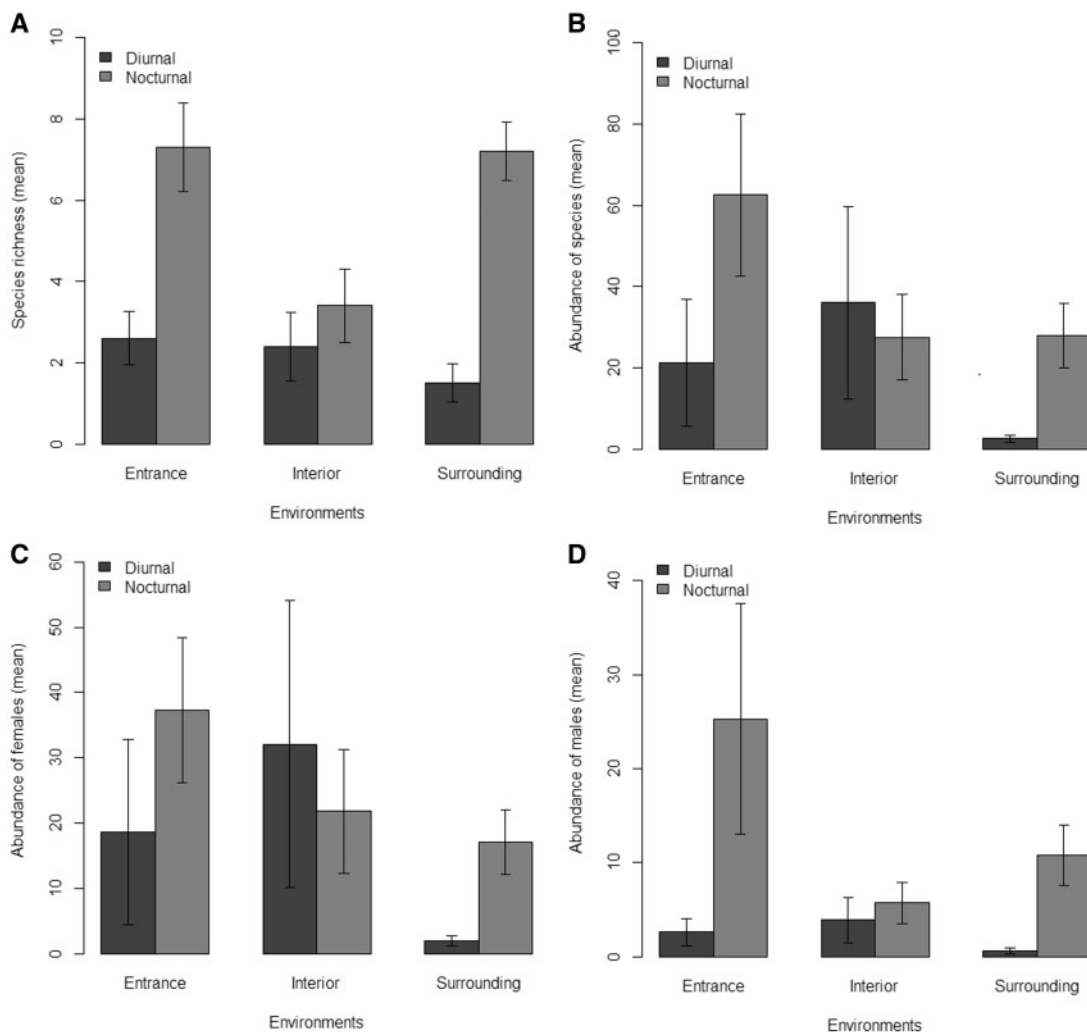 A
Species richness (mean)
10
8
6
4
2
0
Diurnal
Nocturnal
Entrance Interior Surrounding
Environments
B
Abundance of species (mean)
100
80
60
40
20
0
Diurnal
Nocturnal
Entrance Interior Surrounding
Environments
C
Abundance of females (mean)
60
50
40
30
20
10
0
Diurnal
Nocturnal
Entrance Interior Surrounding
Environments
D
Abundance of males (mean)
40
30
20
10
0
Diurnal
Nocturnal
Entrance Interior Surrounding
Environments